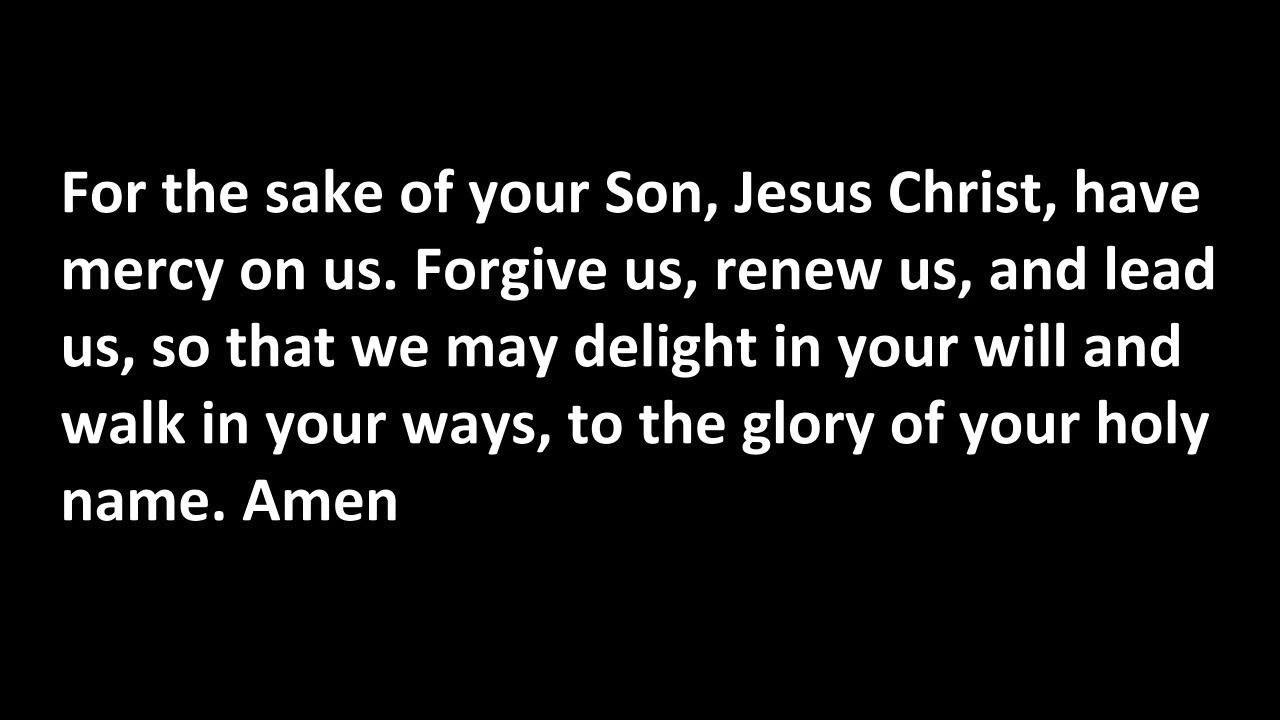 For the sake of your Son, Jesus Christ, have
mercy on us. Forgive us, renew us, and lead
us, so that we may delight in your will and
walk in your ways, to the glory of your holy
name. Amen